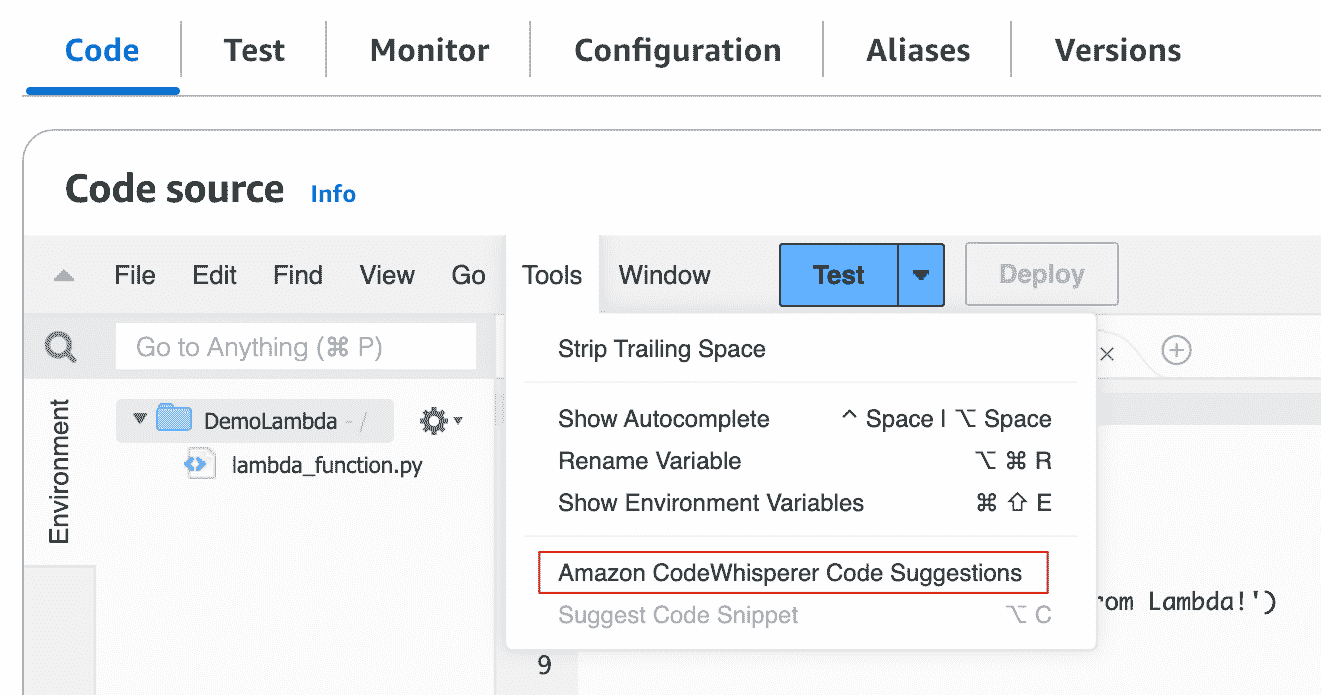 Code Test Monitor Configuration Aliases Versions
Code source Info
File Edit Find View Go Tools Window Test Deploy
Go to Anything (⌘ P)
Strip Trailing Space
Environment
DemoLambda - /
Show Autocomplete ^ Space | ⌥ Space
lambda_function.py
Rename Variable ⌥ ⌘ R
Show Environment Variables ⌘ ⇧ E
Amazon CodeWhisperer Code Suggestions
Suggest Code Snippet ⌥ C
rom Lambda!')
9